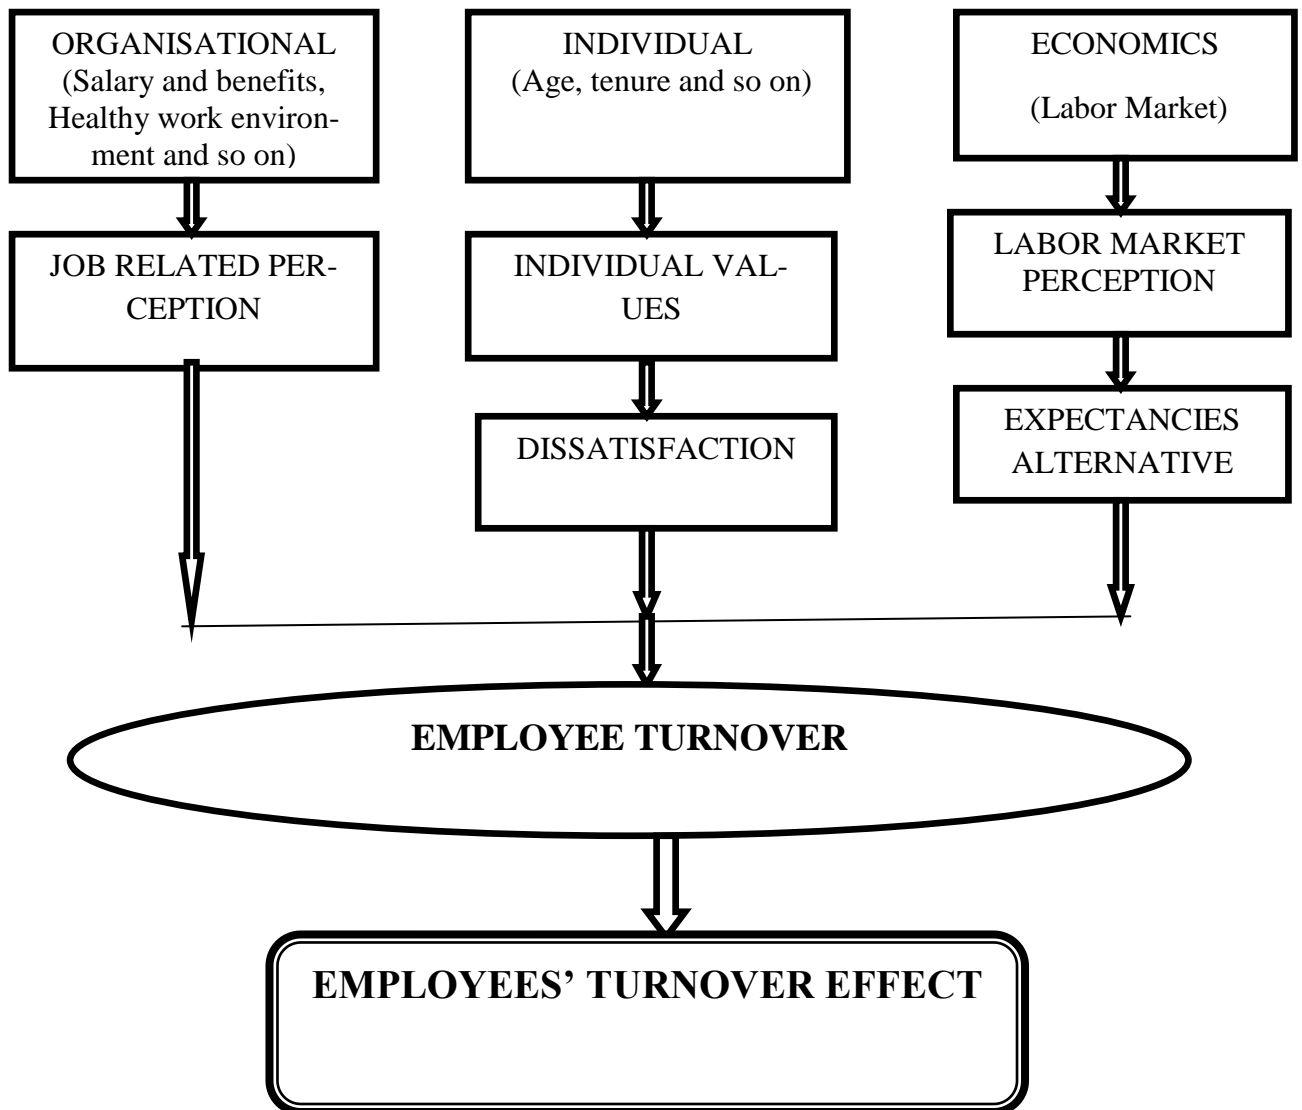 ORGANISATIONAL
(Salary and benefits,
Healthy work environ-
ment and so on)
INDIVIDUAL
(Age, tenure and so on)
ECONOMICS
(Labor Market)
JOB RELATED PER-
CEPTION
INDIVIDUAL VAL-
UES
LABOR MARKET
PERCEPTION
DISSATISFACTION
EXPECTANCIES
ALTERNATIVE
EMPLOYEE TURNOVER
EMPLOYEES’ TURNOVER EFFECT